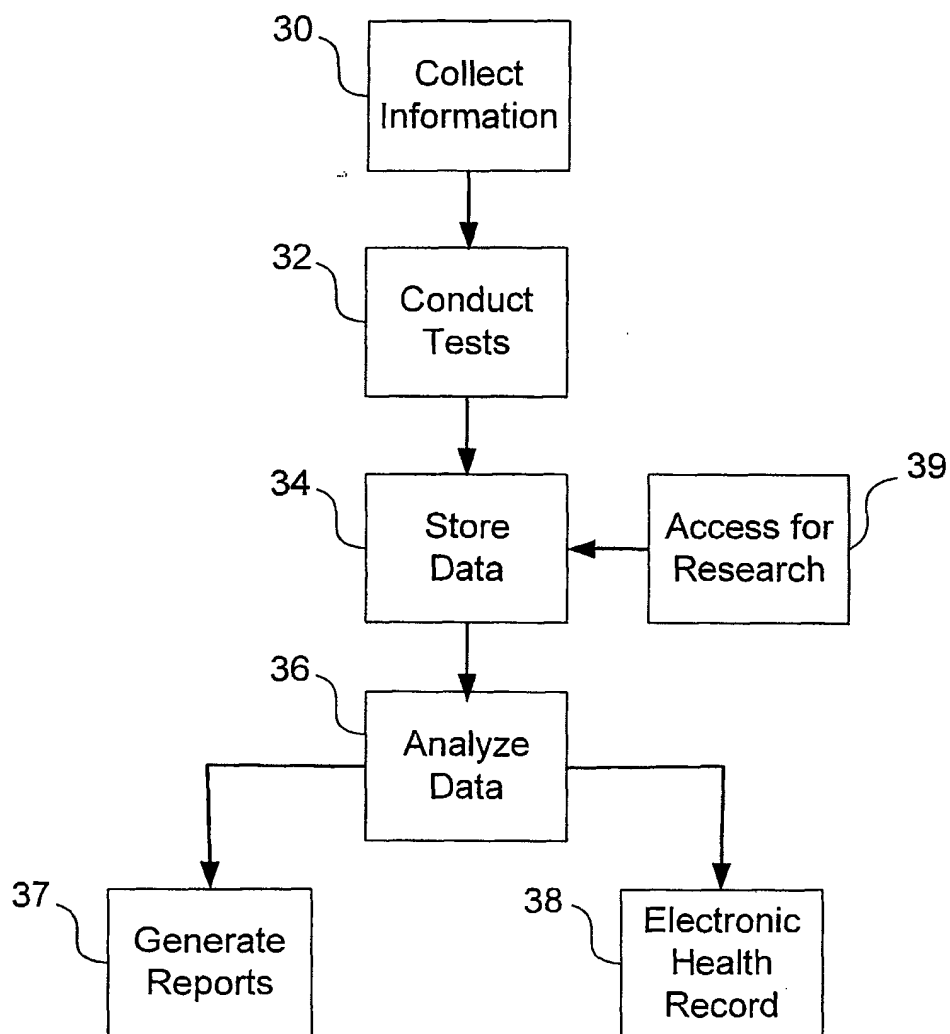 30
Collect
Information
32
Conduct
Tests
34
Store
Data
39
Access for
Research
36
Analyze
Data
37
Generate
Reports
38
Electronic
Health
Record